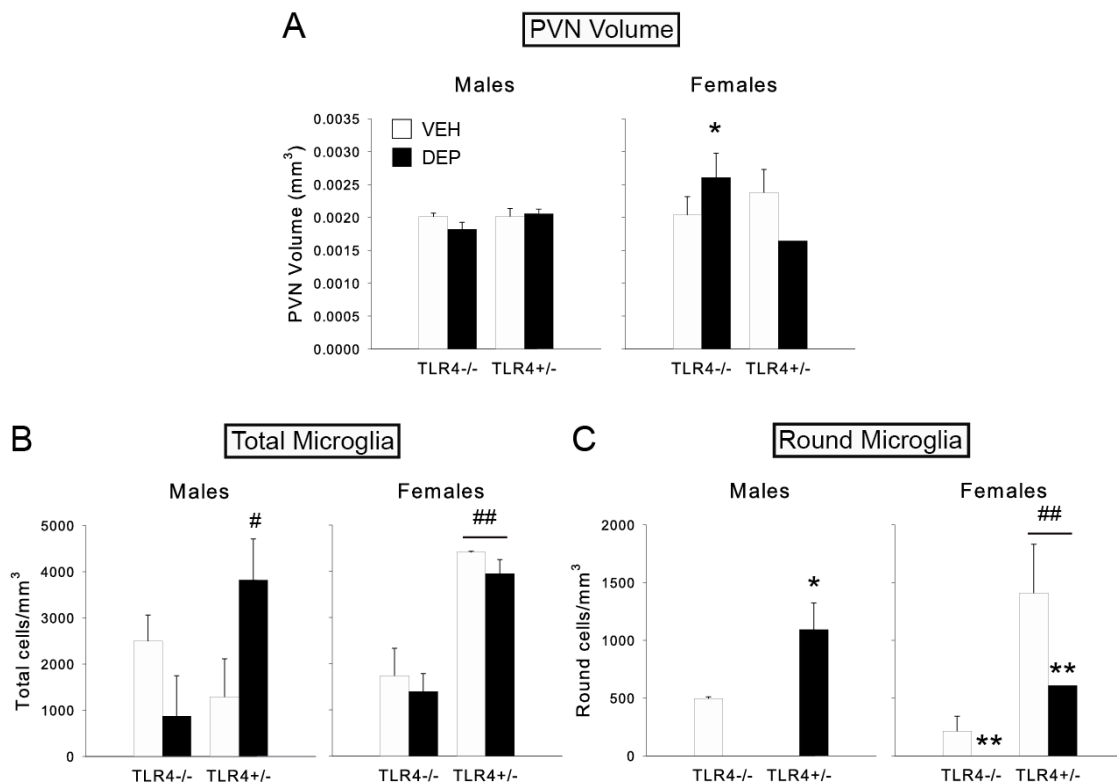 A
PVN Volume
Males
Females
VEH
DEP
*
PVN Volume (mm³)
0.0035
0.0030
0.0025
0.0020
0.0015
0.0010
0.0005
0.0000
TLR4-/- TLR4+/-
TLR4-/- TLR4+/-
B
Total Microglia
Males
Females
#
##
Total cells/mm³
5000
4000
3000
2000
1000
0
TLR4-/- TLR4+/-
TLR4-/- TLR4+/-
C
Round Microglia
Males
Females
*
##
**
**
Round cells/mm³
2000
1500
1000
500
0
TLR4-/- TLR4+/-
TLR4-/- TLR4+/-